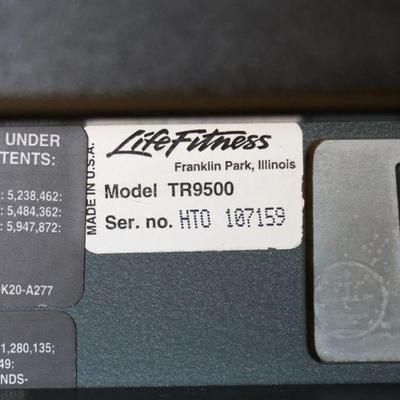 UNDER
TENTS:
: 5,238,462:
: 5,484,362:
: 5,947,872:
K20-A277
1,280,135;
49:
NDS-
MADE IN U.S.A.
LifeFitness
Franklin Park, Illinois
Model TR9500
Ser. no. HTO 107159